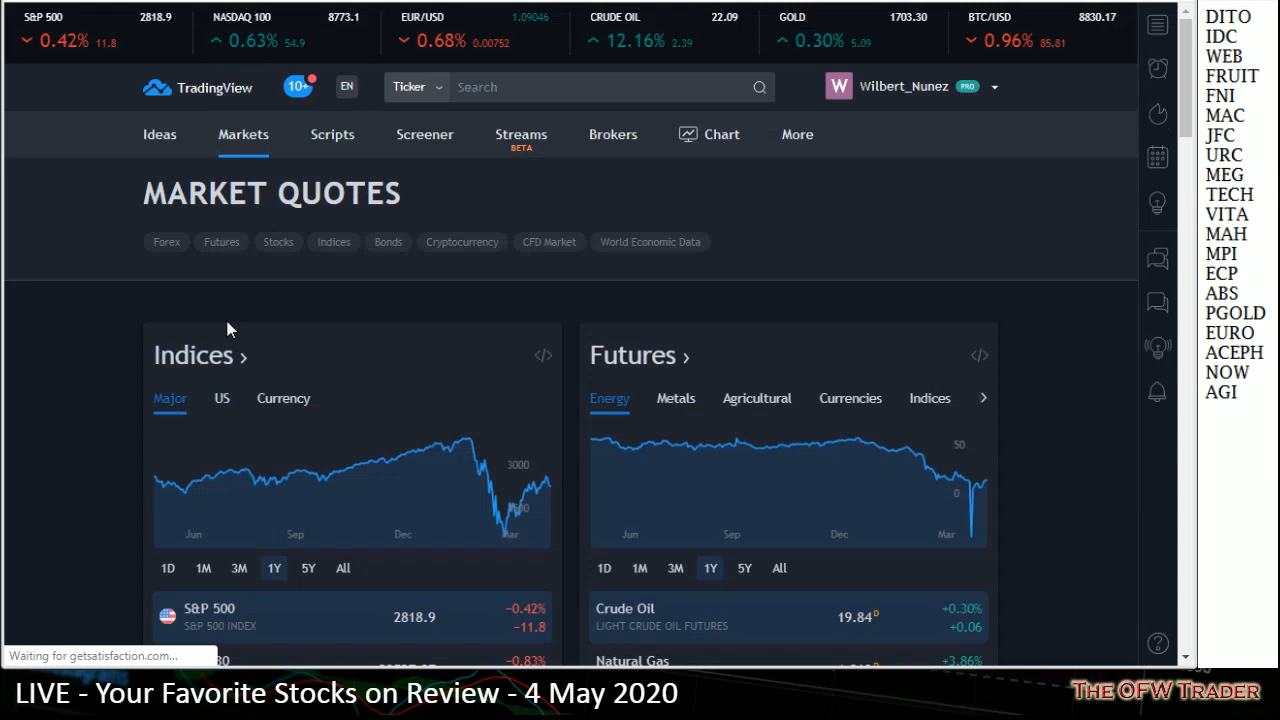 S&P 500 2818.9
0.42% 11.8
NASDAQ 100 8773.1
0.63% 54.9
EUR/USD 1.09046
0.68% 0.00752
CRUDE OIL 22.09
12.16% 2.39
GOLD 1703.30
0.30% 5.09
BTC/USD 8830.17
0.96% 85.81
TradingView
10+
EN
Ticker
Search
W
Wilbert_Nunez PRO
Ideas Markets Scripts Screener Streams Brokers Chart More
BETA
MARKET QUOTES
Forex Futures Stocks Indices Bonds Cryptocurrency CFD Market World Economic Data
Indices ›
</>
Major US Currency
3000
Jun Sep Dec Mar
1D 1M 3M 1Y 5Y All
S&P 500 2818.9 −0.42%
S&P 500 INDEX −11.8
−0.83%
Futures ›
</>
Energy Metals Agricultural Currencies Indices
50
0
Jun Sep Dec Mar
1D 1M 3M 1Y 5Y All
Crude Oil 19.84 D +0.30%
LIGHT CRUDE OIL FUTURES +0.06
Natural Gas +3.86%
Waiting for getsatisfaction.com...
DITO
IDC
WEB
FRUIT
FNI
MAC
JFC
URC
MEG
TECH
VITA
MAH
MPI
ECP
ABS
PGOLD
EURO
ACEPH
NOW
AGI
LIVE - Your Favorite Stocks on Review - 4 May 2020
THE OFW TRADER